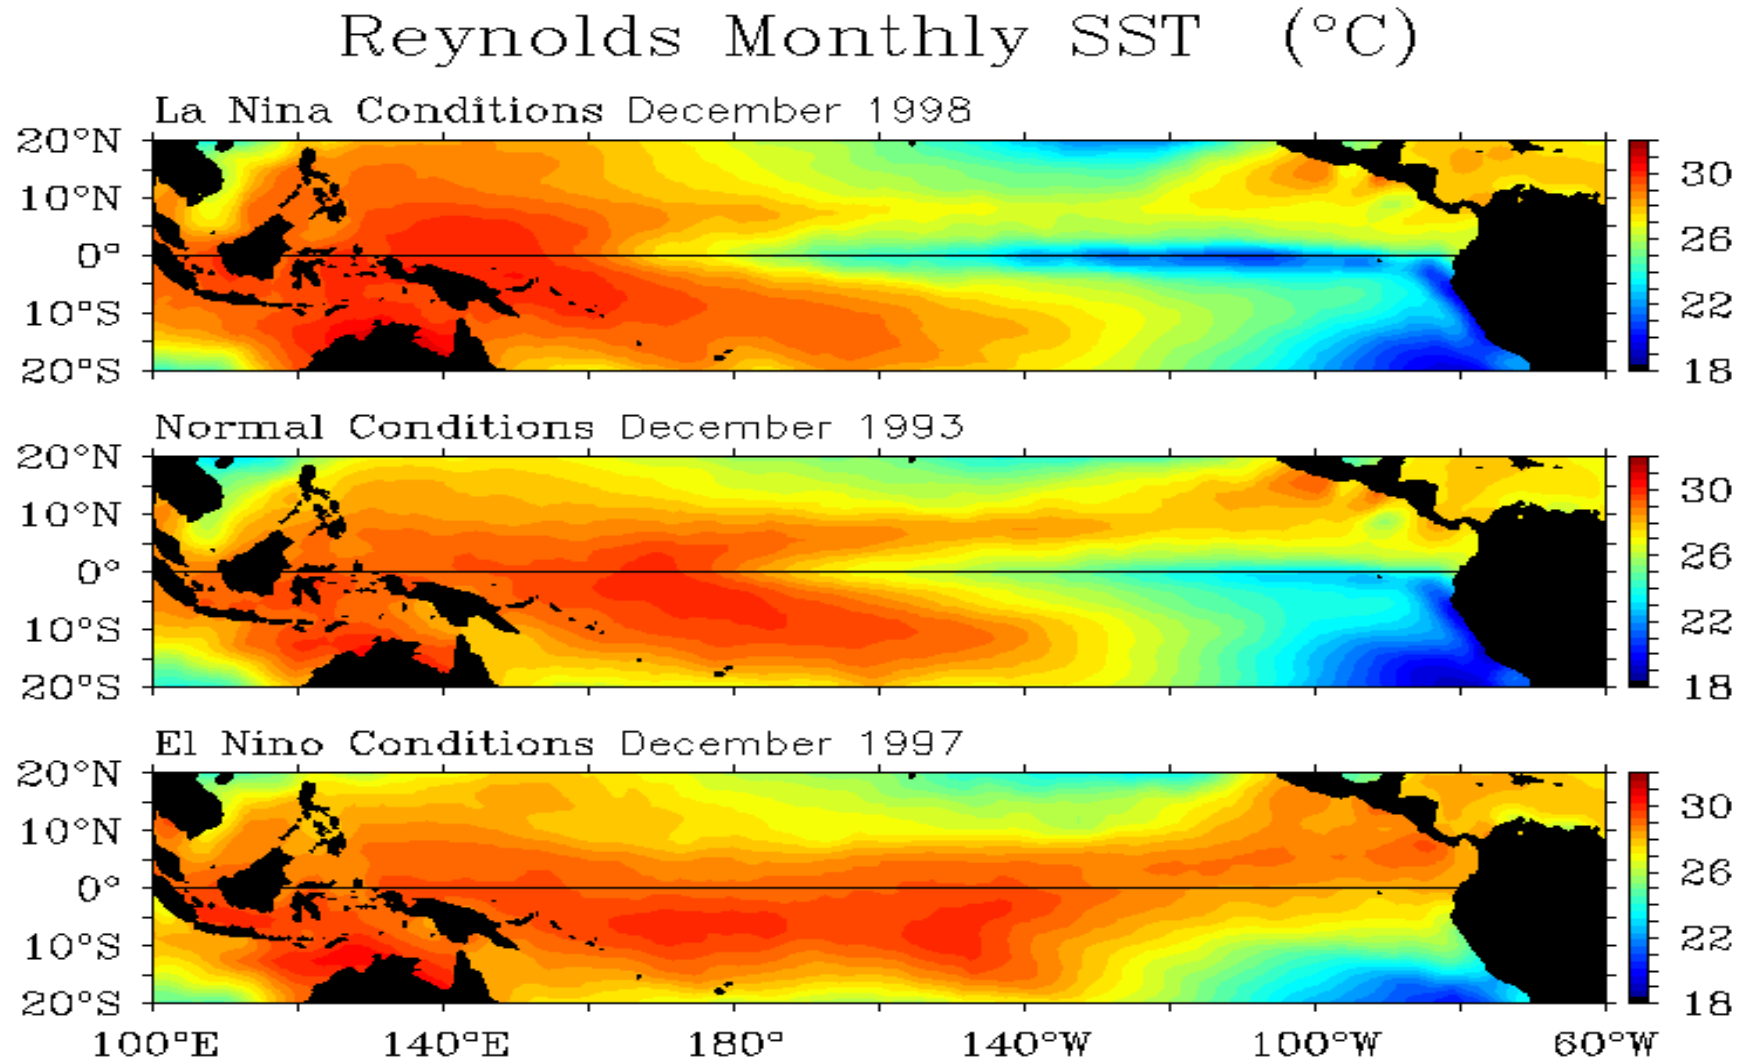 Reynolds Monthly SST (°C)
La Nina Conditions December 1998
20°N
10°N
0°
10°S
20°S
30
26
22
18
Normal Conditions December 1993
20°N
10°N
0°
10°S
20°S
30
26
22
18
El Nino Conditions December 1997
20°N
10°N
0°
10°S
20°S
30
26
22
18
100°E 140°E 180° 140°W 100°W 60°W